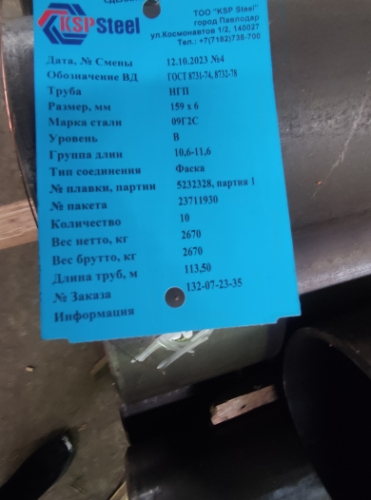 KSP Steel
ТОО "KSP Steel"
город Павлодар
ул.Космонавтов 1/2, 140027
Тел.: +7(7182)738-700
Дата, № Смены 12.10.2023 №4
Обозначение ВД ГОСТ 8731-74, 8732-78
Труба НГП
Размер, мм 159 x 6
Марка стали 09Г2С
Уровень В
Группа длин 10,6-11,6
Тип соединения Фаска
№ плавки, партии 5232328, партия 1
№ пакета 23711930
Количество 10
Вес нетто, кг 2670
Вес брутто, кг 2670
Длина труб, м 113,50
№ Заказа 132-07-23-35
Информация